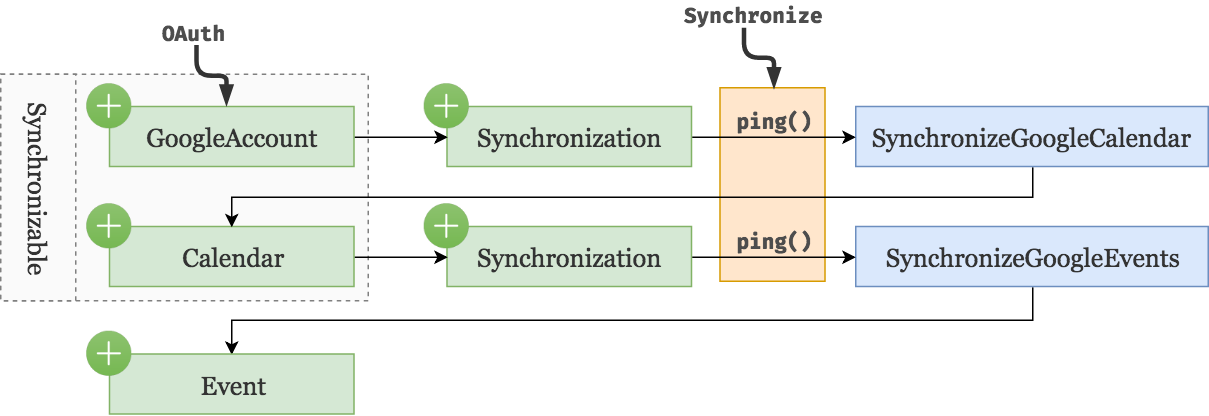 Synchronize
OAuth
Synchronizable
GoogleAccount
Synchronization
ping()
SynchronizeGoogleCalendar
Calendar
Synchronization
ping()
SynchronizeGoogleEvents
Event